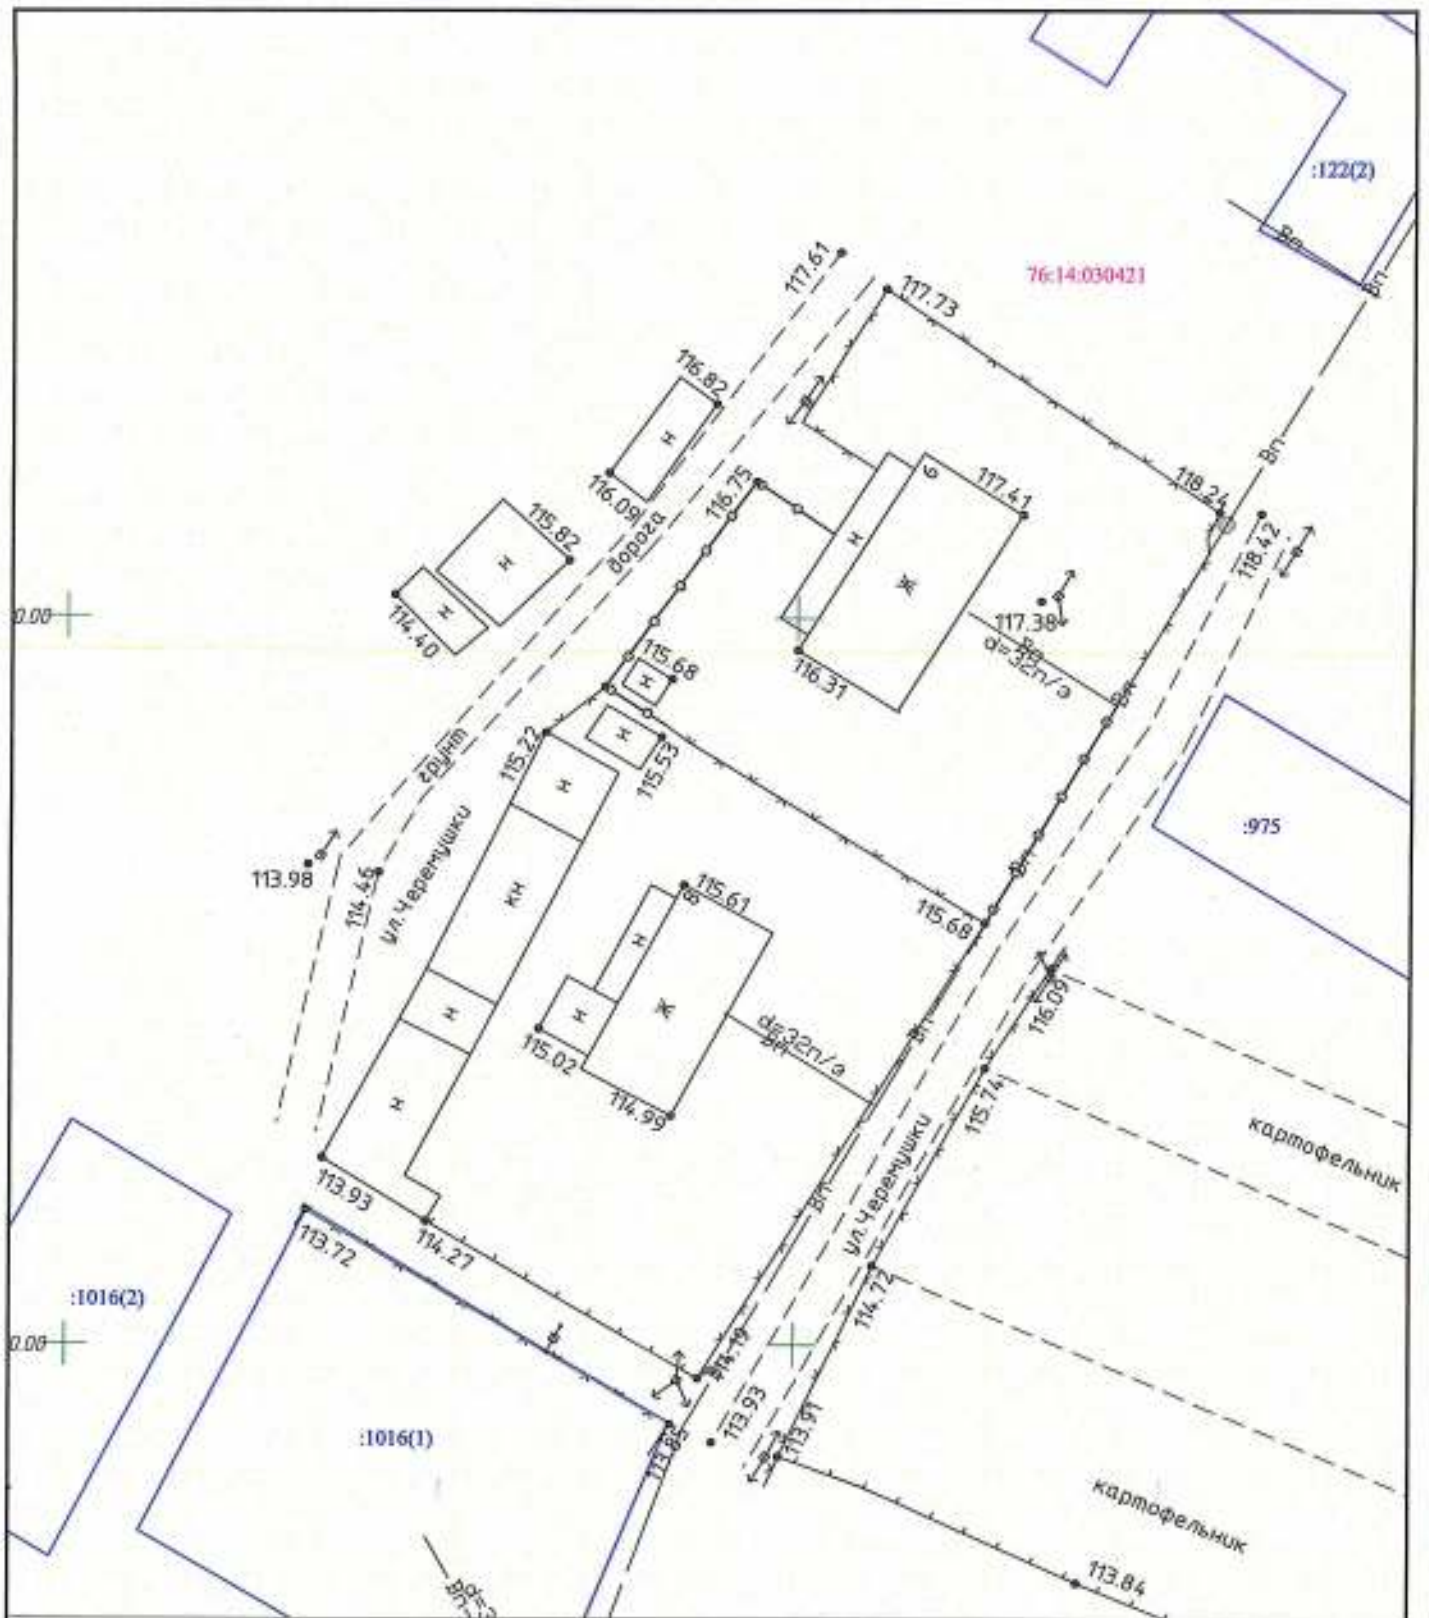 :122(2)
Вп
Вп
76:14:030421
117.61
117.73
116.82
Н
Вп
116.09
116.75
6
117.41
118.24
118.42
115.82
дорога
Н
Н
Ж
Н
114.40
0.00
117.38
Вп
d=32п/э
115.68
Н
116.31
Вп
115.22
Н
115.53
грунт
Н
:975
ул.Черемушки
113.98
114.46
КН
8
115.61
Вп
115.68
Н
116.09
Н
Н
Ж
115.02
d=32п/э
Вп
Вп
114.99
115.74
Н
картофельник
ул.Черемушки
113.93
Вп
113.72
114.27
114.72
:1016(2)
0.00
114.19
:1016(1)
113.85
113.93
113.91
картофельник
113.84